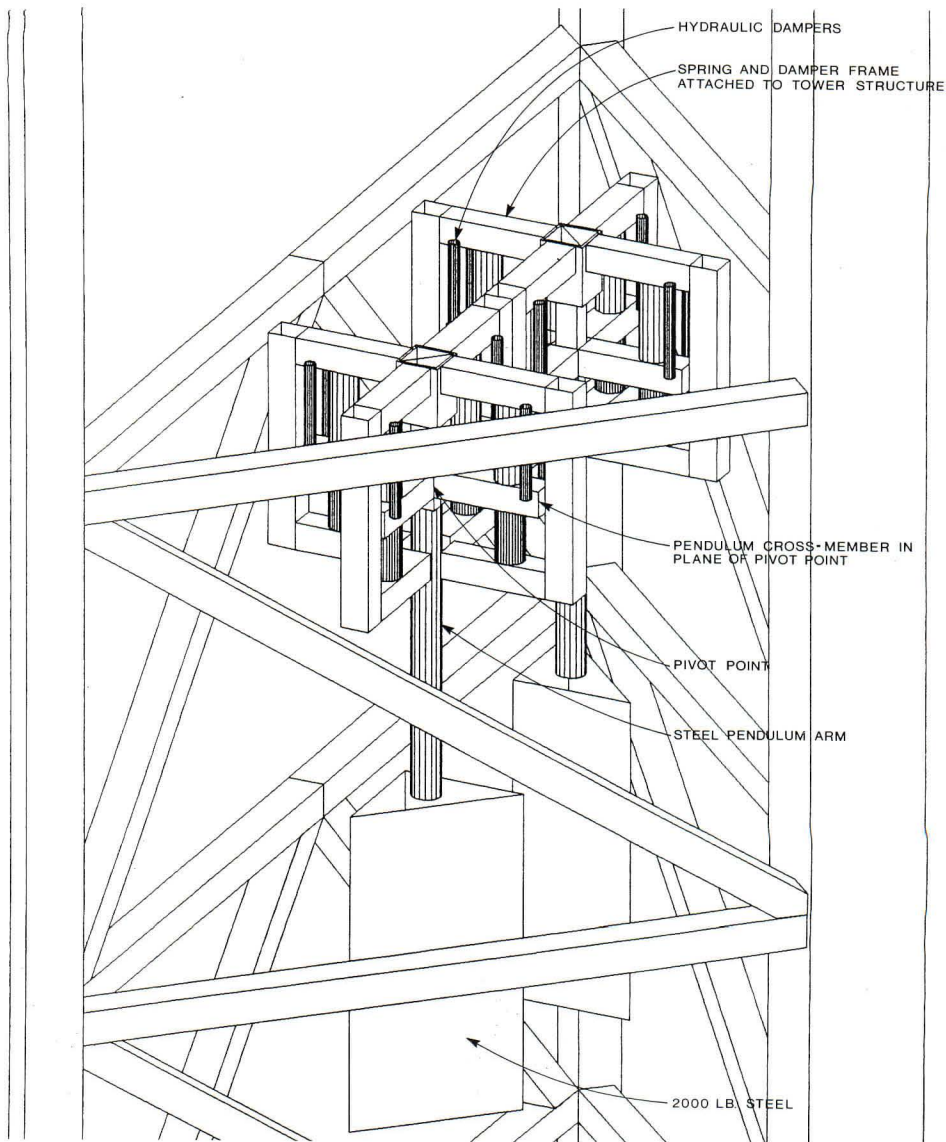 HYDRAULIC DAMPERS
SPRING AND DAMPER FRAME
ATTACHED TO TOWER STRUCTURE
PENDULUM CROSS-MEMBER IN
PLANE OF PIVOT POINT
PIVOT POINT
STEEL PENDULUM ARM
2000 LB. STEEL